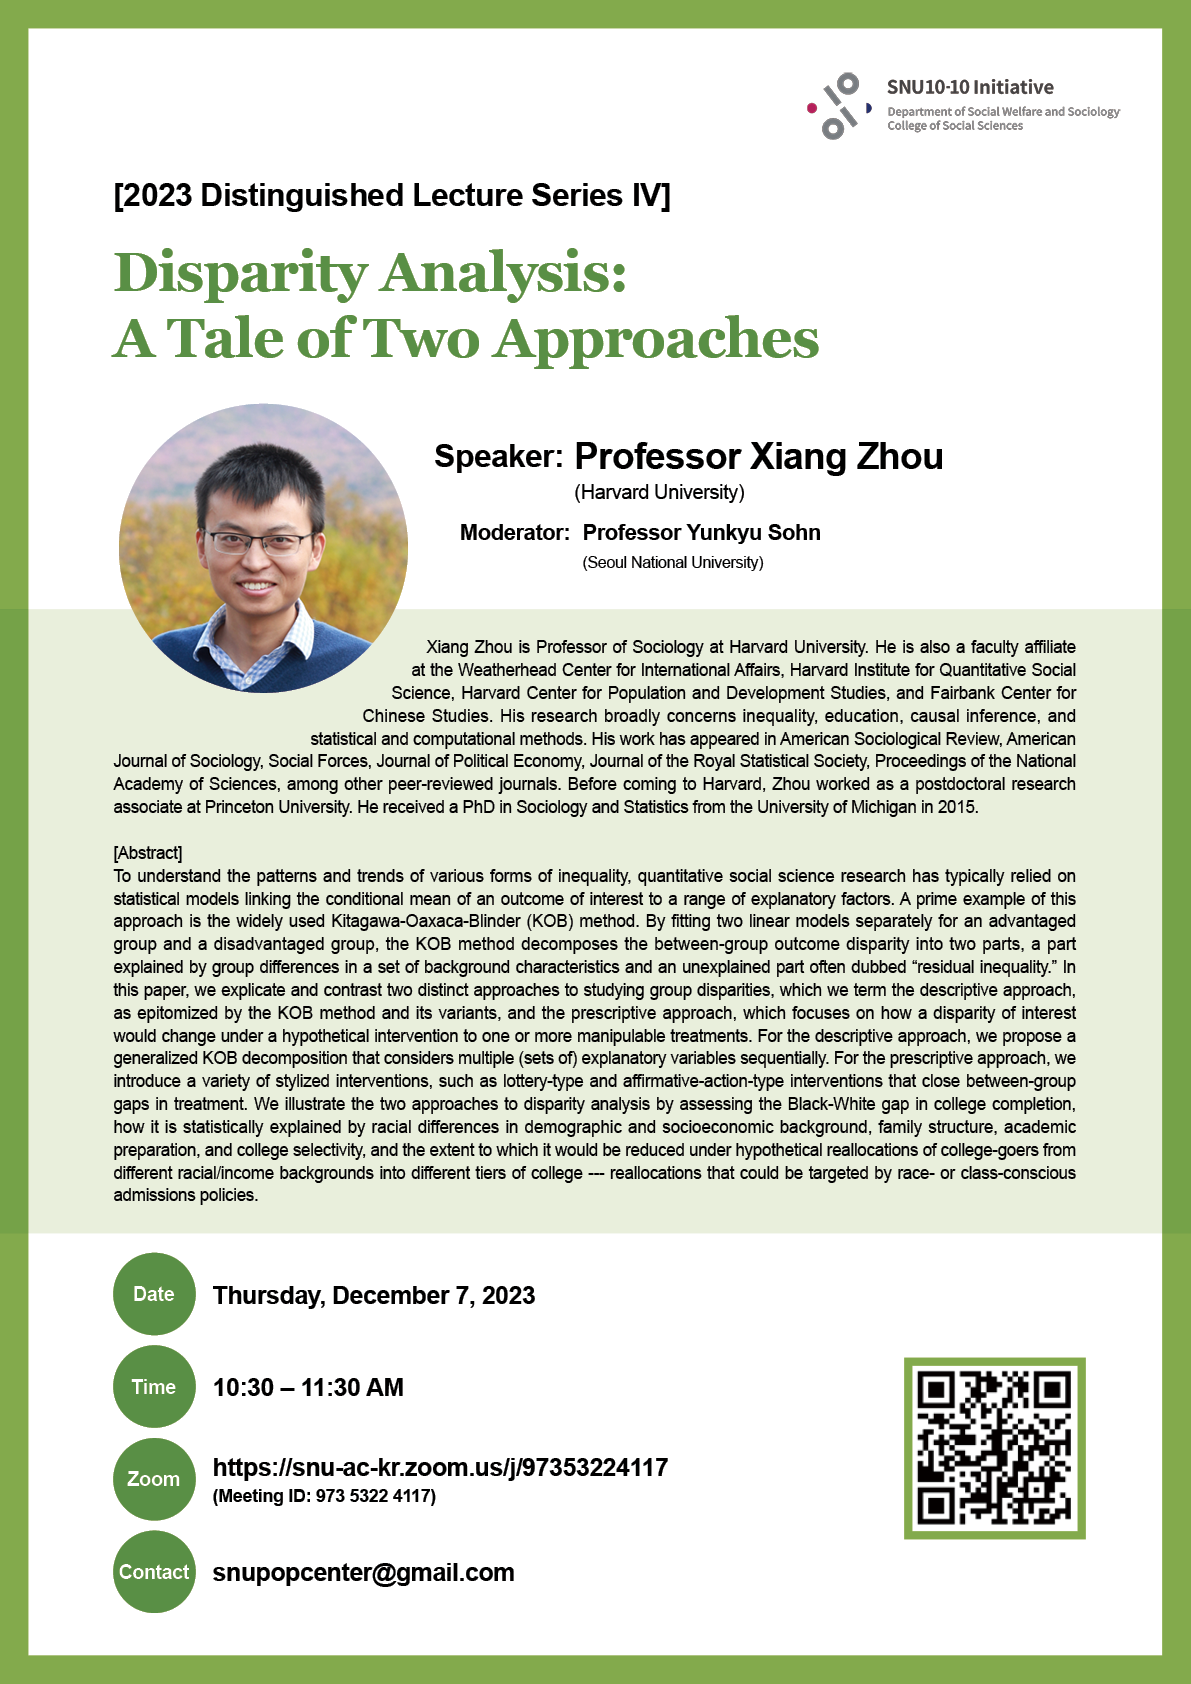 SNU10-10 Initiative
Department of Social Welfare and Sociology
College of Social Sciences
[2023 Distinguished Lecture Series IV]
Disparity Analysis:
A Tale of Two Approaches
Speaker: Professor Xiang Zhou
(Harvard University)
Moderator: Professor Yunkyu Sohn
(Seoul National University)
Xiang Zhou is Professor of Sociology at Harvard University. He is also a faculty affiliate
at the Weatherhead Center for International Affairs, Harvard Institute for Quantitative Social
Science, Harvard Center for Population and Development Studies, and Fairbank Center for
Chinese Studies. His research broadly concerns inequality, education, causal inference, and
statistical and computational methods. His work has appeared in American Sociological Review, American
Journal of Sociology, Social Forces, Journal of Political Economy, Journal of the Royal Statistical Society, Proceedings of the National
Academy of Sciences, among other peer-reviewed journals. Before coming to Harvard, Zhou worked as a postdoctoral research
associate at Princeton University. He received a PhD in Sociology and Statistics from the University of Michigan in 2015.
[Abstract]
To understand the patterns and trends of various forms of inequality, quantitative social science research has typically relied on
statistical models linking the conditional mean of an outcome of interest to a range of explanatory factors. A prime example of this
approach is the widely used Kitagawa-Oaxaca-Blinder (KOB) method. By fitting two linear models separately for an advantaged
group and a disadvantaged group, the KOB method decomposes the between-group outcome disparity into two parts, a part
explained by group differences in a set of background characteristics and an unexplained part often dubbed “residual inequality.” In
this paper, we explicate and contrast two distinct approaches to studying group disparities, which we term the descriptive approach,
as epitomized by the KOB method and its variants, and the prescriptive approach, which focuses on how a disparity of interest
would change under a hypothetical intervention to one or more manipulable treatments. For the descriptive approach, we propose a
generalized KOB decomposition that considers multiple (sets of) explanatory variables sequentially. For the prescriptive approach, we
introduce a variety of stylized interventions, such as lottery-type and affirmative-action-type interventions that close between-group
gaps in treatment. We illustrate the two approaches to disparity analysis by assessing the Black-White gap in college completion,
how it is statistically explained by racial differences in demographic and socioeconomic background, family structure, academic
preparation, and college selectivity, and the extent to which it would be reduced under hypothetical reallocations of college-goers from
different racial/income backgrounds into different tiers of college --- reallocations that could be targeted by race- or class-conscious
admissions policies.
Date Thursday, December 7, 2023
Time 10:30 – 11:30 AM
Zoom https://snu-ac-kr.zoom.us/j/97353224117
(Meeting ID: 973 5322 4117)
Contact snupopcenter@gmail.com